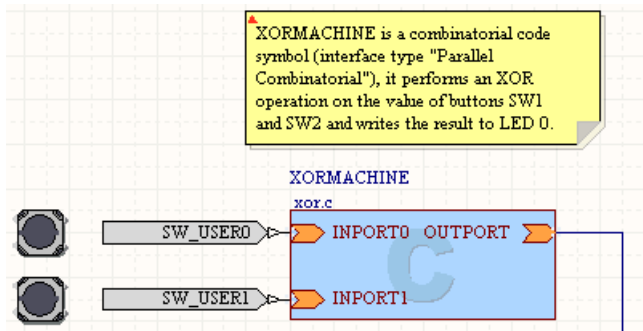 XORMACHINE is a combinatorial code
symbol (interface type "Parallel
Combinatorial"), it performs an XOR
operation on the value of buttons SW1
and SW2 and writes the result to LED 0.
XORMACHINE
xor.c
SW_USER0 INPORT0 OUTPORT
C
SW_USER1 INPORT1